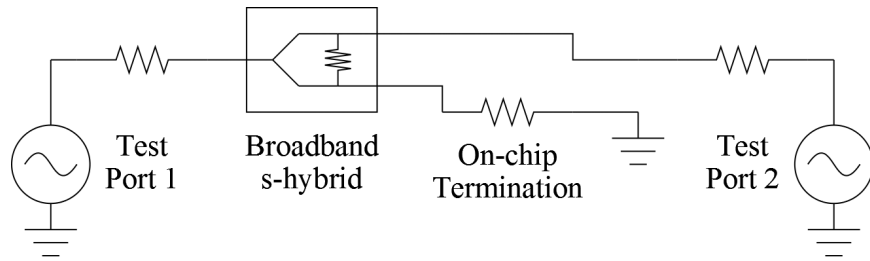 Test
Port 1
Broadband
s-hybrid
On-chip
Termination
Test
Port 2